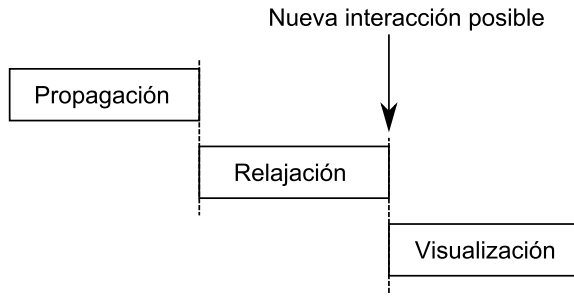 Nueva interacción posible
Propagación
Relajación
Visualización